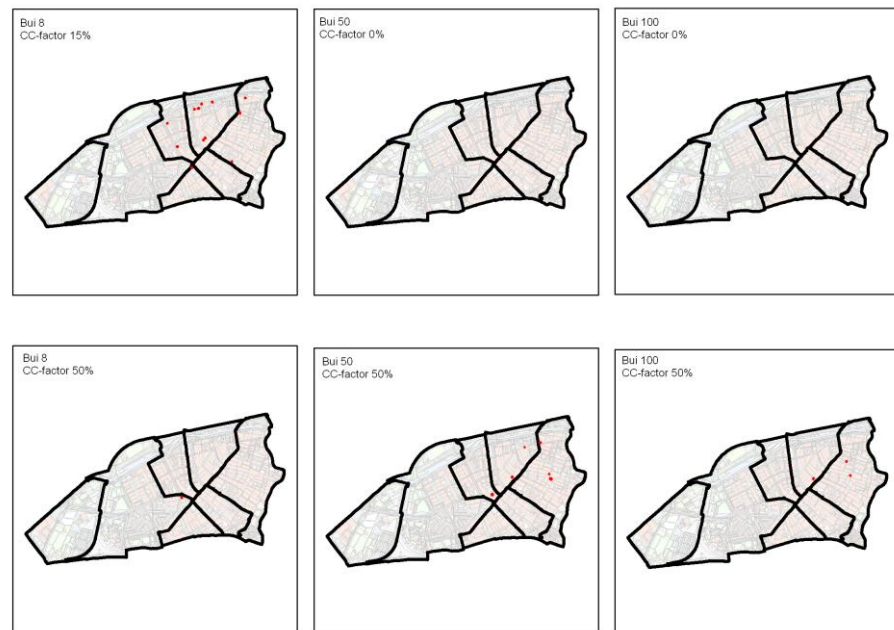 Bui 8
CC-factor 15%
Bui 50
CC-factor 0%
Bui 100
CC-factor 0%
Bui 8
CC-factor 50%
Bui 50
CC-factor 50%
Bui 100
CC-factor 50%